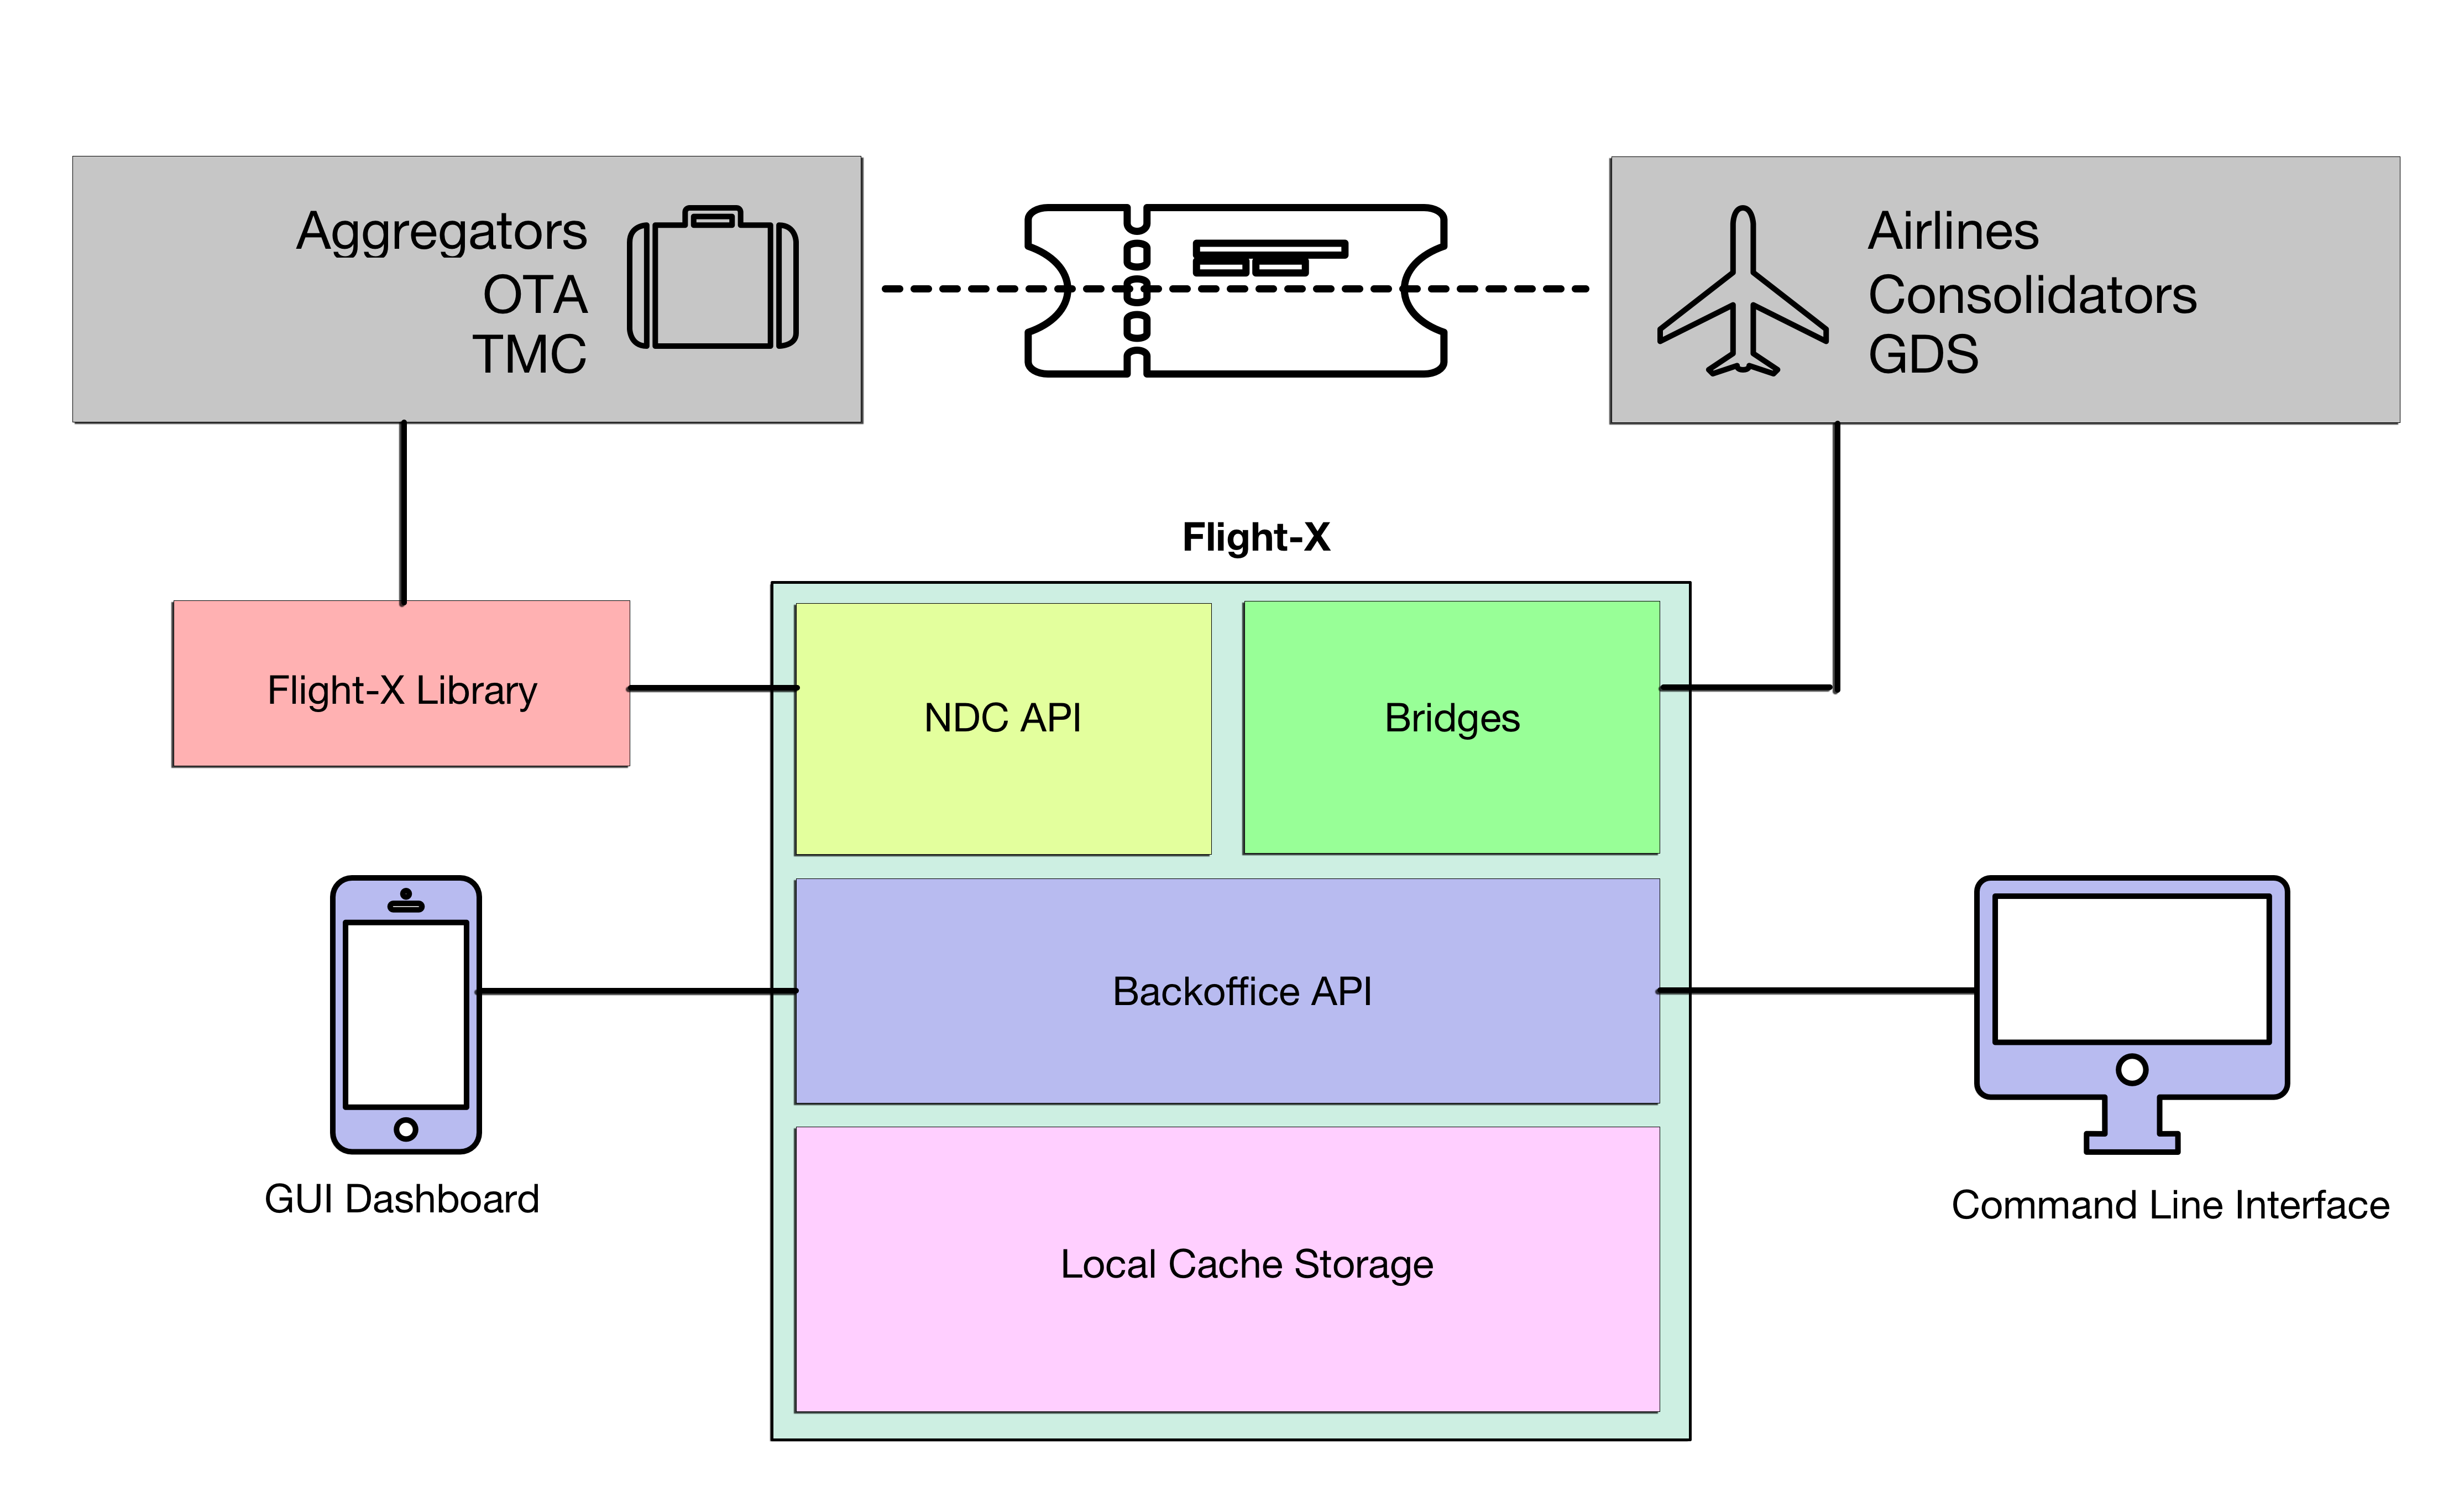 Aggregators
OTA
TMC
Airlines
Consolidators
GDS
Flight-X
Flight-X Library
NDC API
Bridges
Backoffice API
GUI Dashboard
Command Line Interface
Local Cache Storage